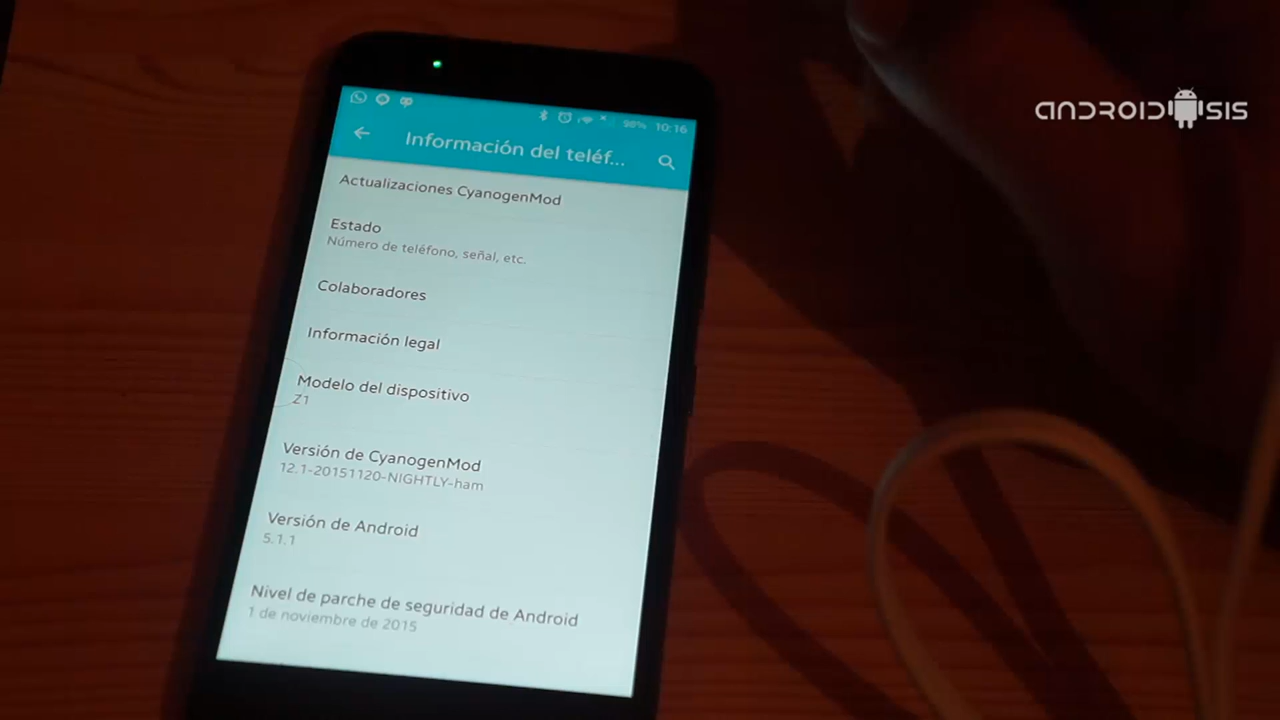 98% 10:16
Información del teléf...
ANDROIDSIS
Actualizaciones CyanogenMod
Estado
Número de teléfono, señal, etc.
Colaboradores
Información legal
Modelo del dispositivo
Z1
Versión de CyanogenMod
12.1-20151120-NIGHTLY-ham
Versión de Android
5.1.1
Nivel de parche de seguridad de Android
1 de noviembre de 2015